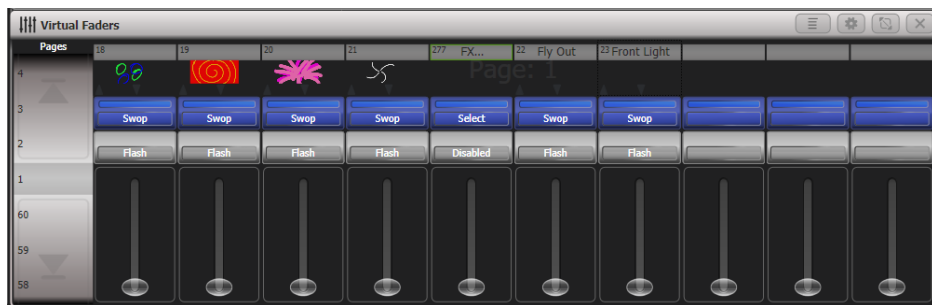 Virtual Faders
Pages
18 19 20 21 277 FX... 22 Fly Out 23 Front Light
Page: 1
4
3
2
1
60
59
58
Swop Swop Swop Swop Select Swop Swop
Flash Flash Flash Flash Disabled Flash Flash